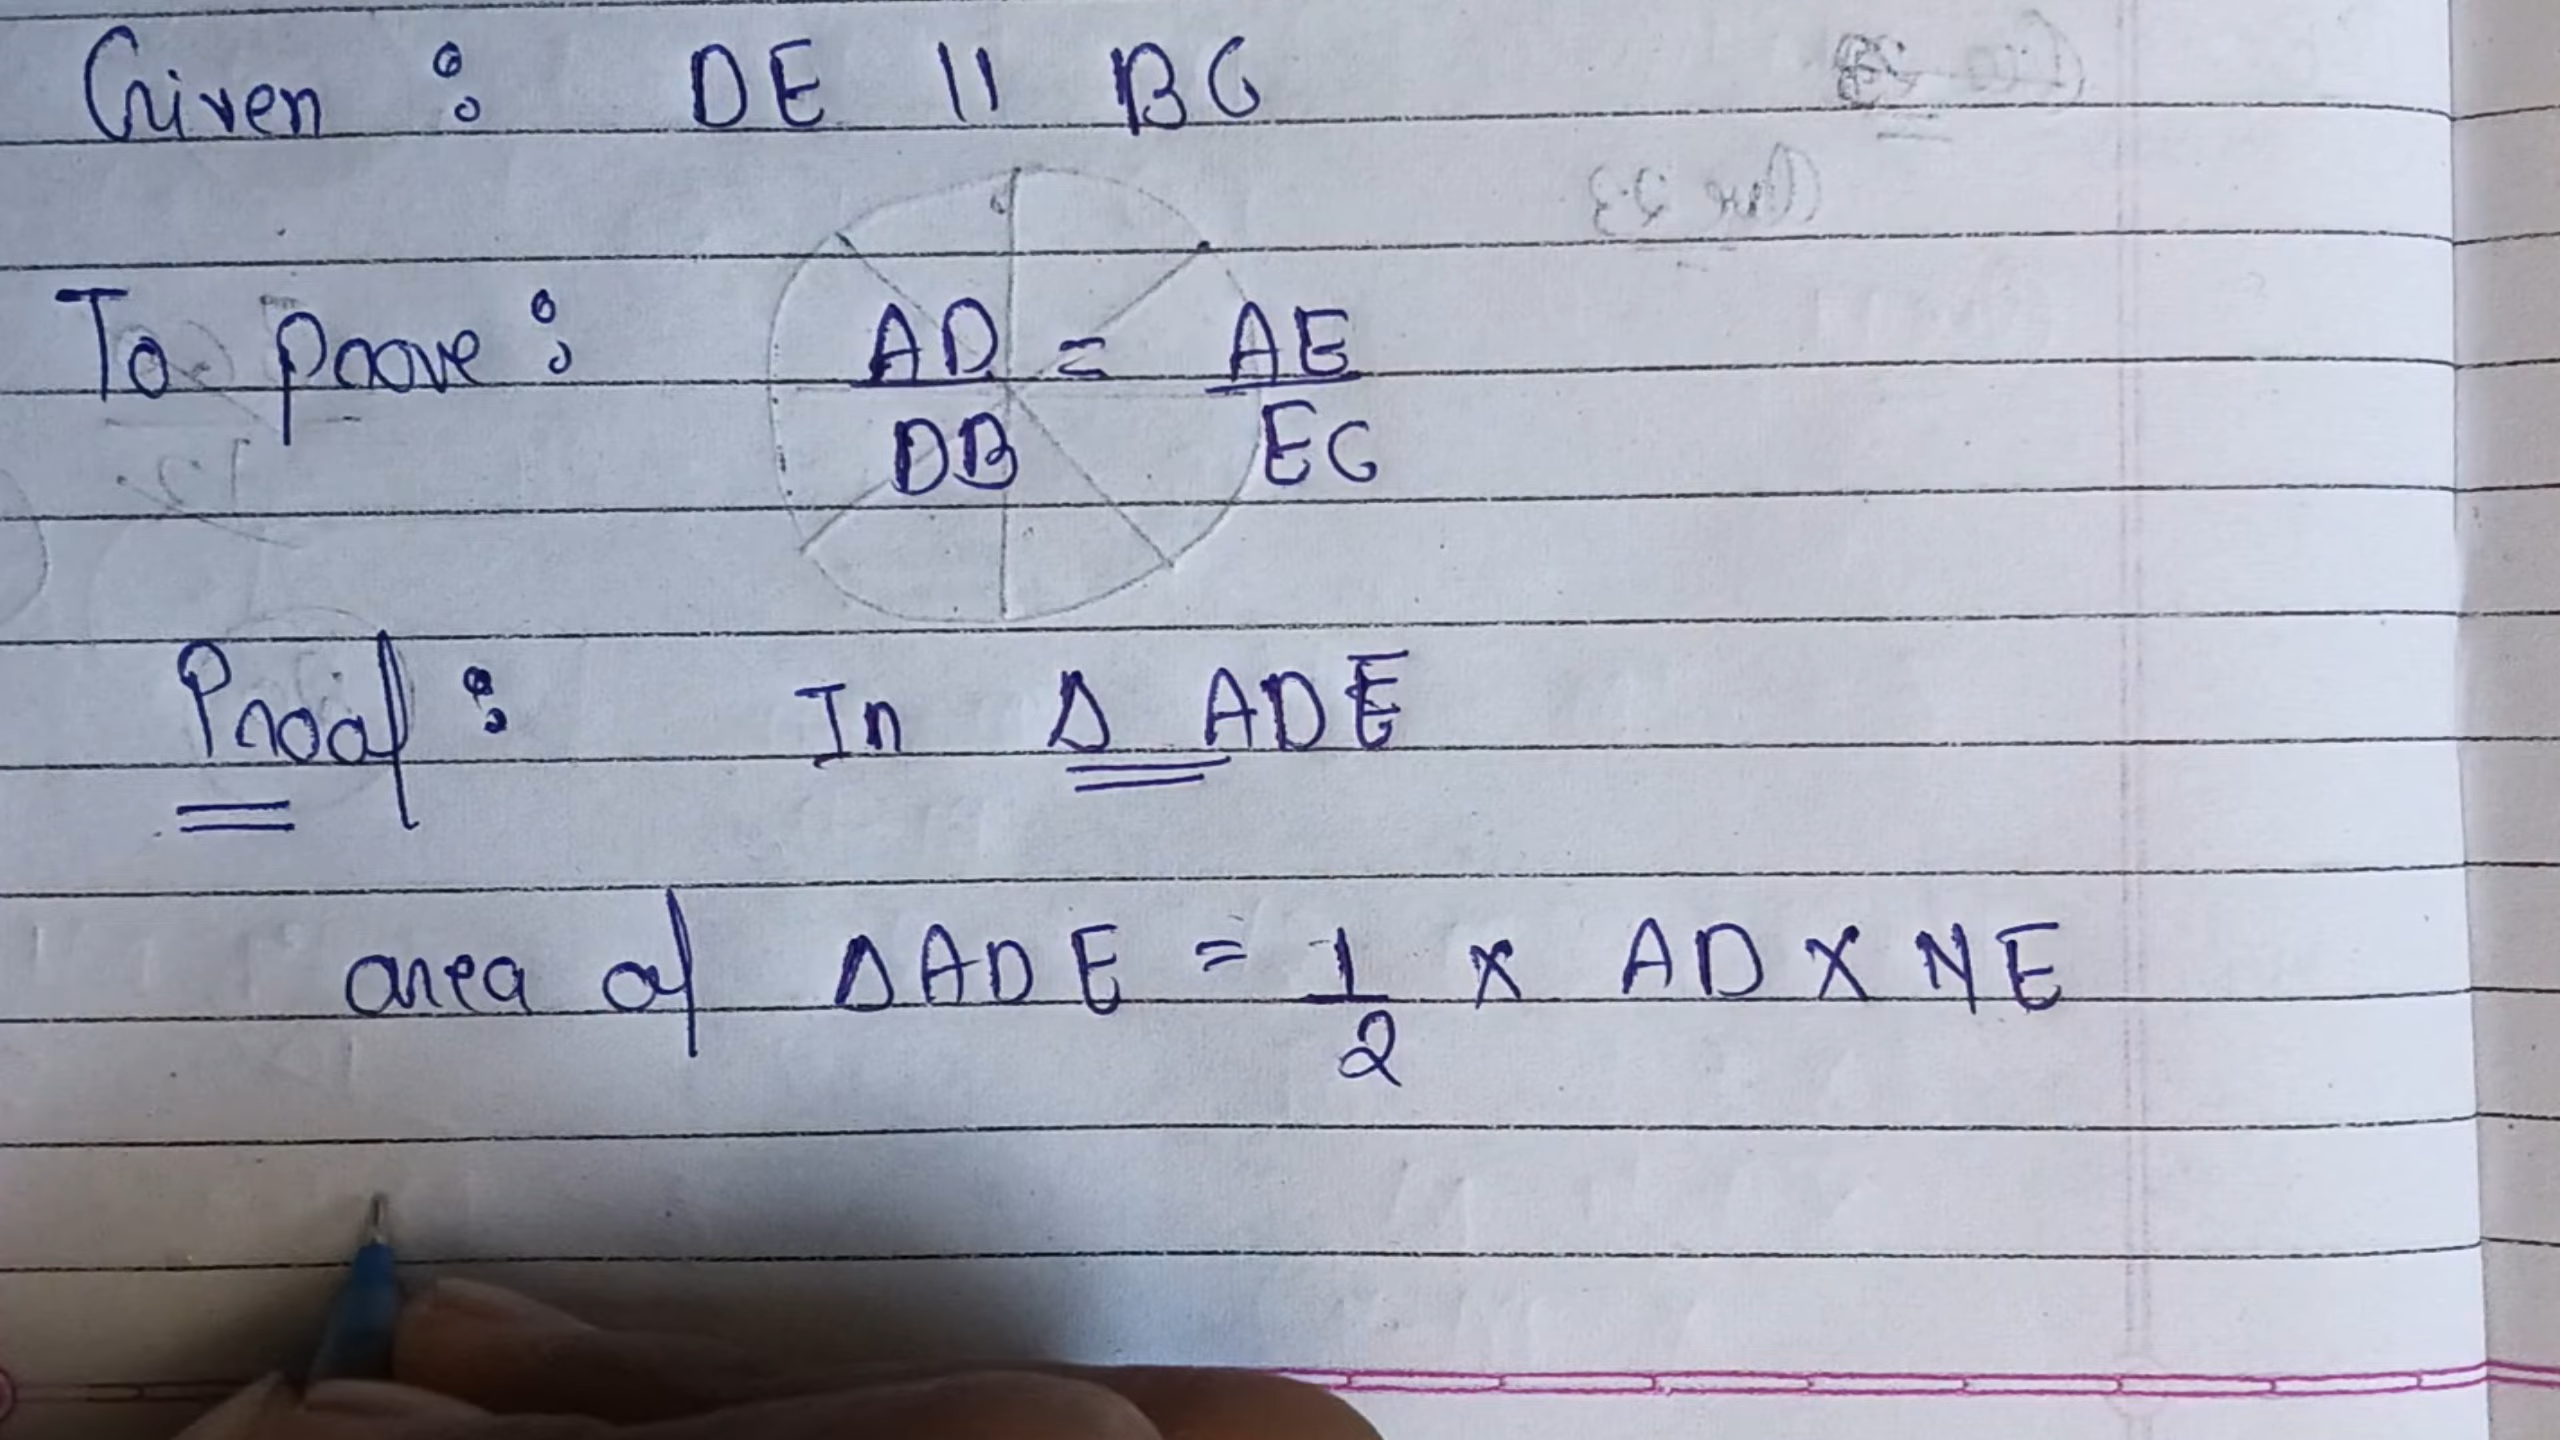 Given : DE || BC
To prove : AD/DB = AE/EC
Proof : In Δ ADE
area of ΔADE = 1/2 × AD × NE